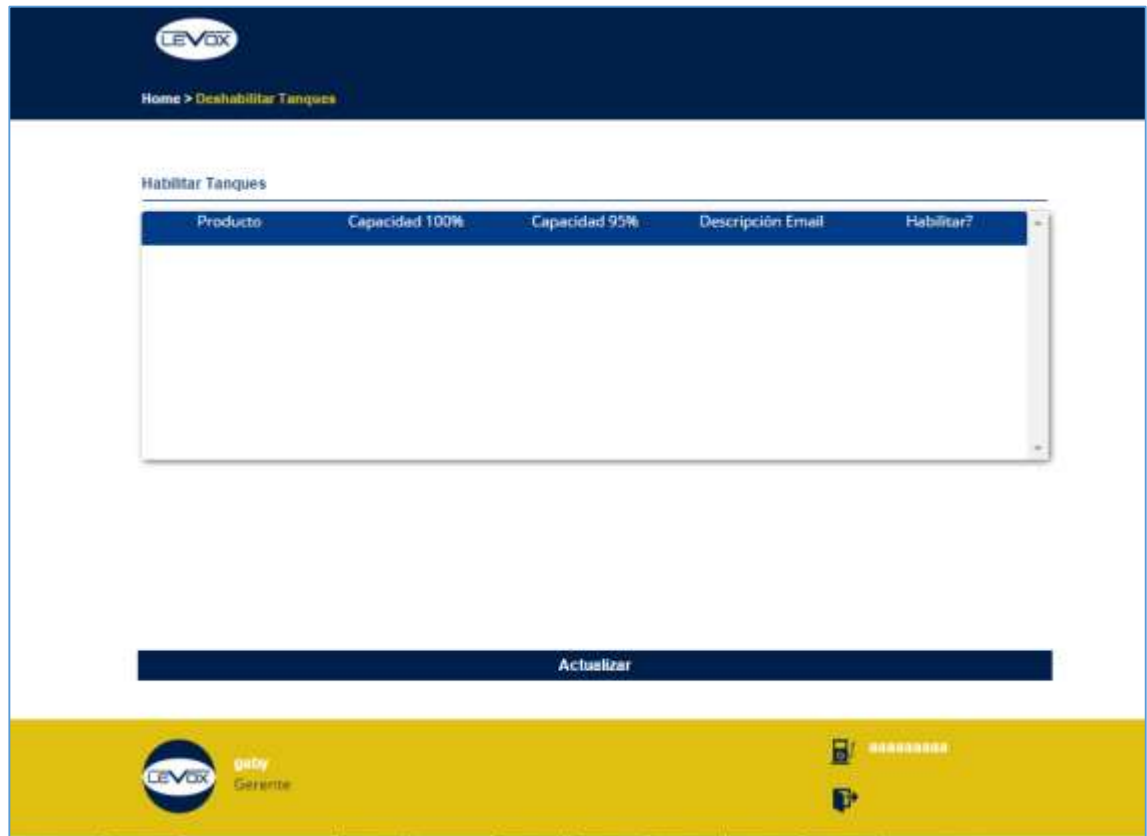 LEVOX
Home > Deshabilitar Tanques
Habilitar Tanques
Producto Capacidad 100% Capacidad 95% Descripción Email Habilitar?
Actualizar
LEVOX
gaby
Gerente